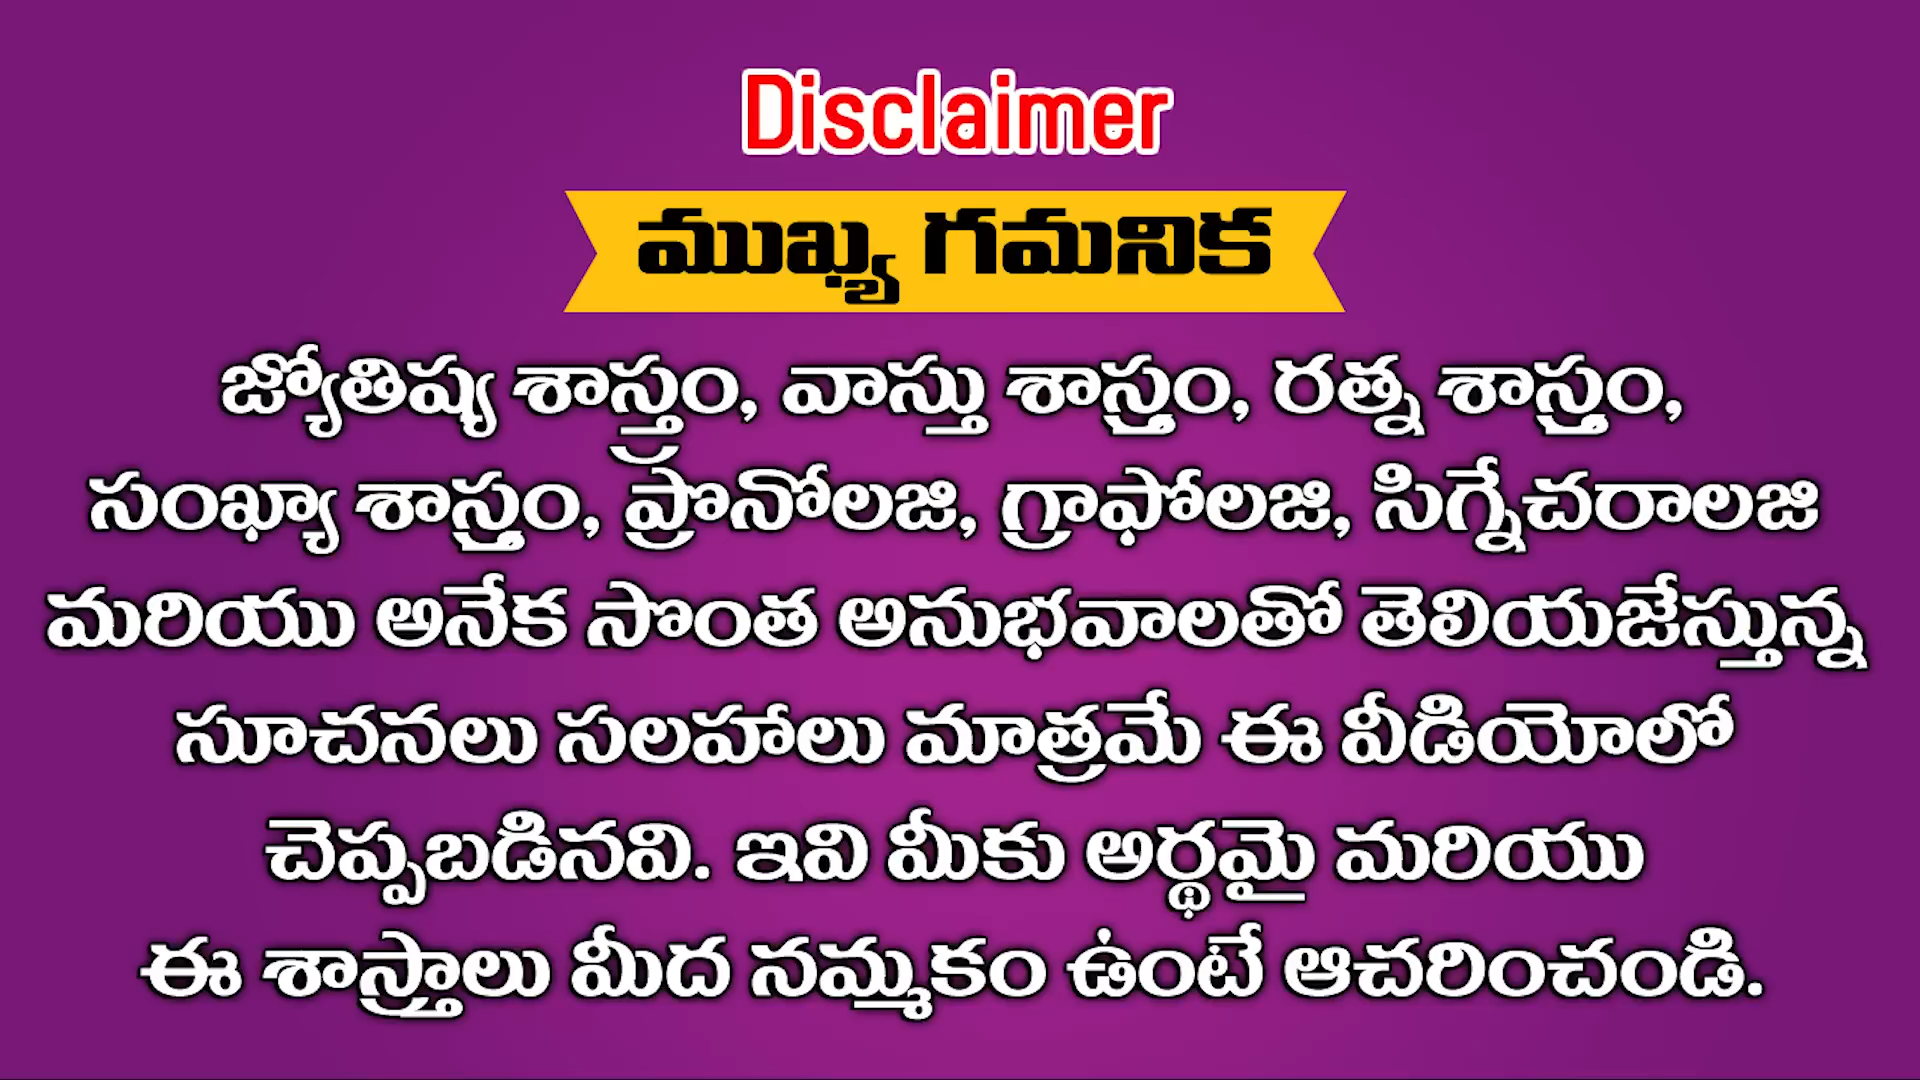 Disclaimer
ముఖ్య గమనిక
జ్యోతిష్య శాస్త్రం, వాస్తు శాస్త్రం, రత్న శాస్త్రం,
సంఖ్యా శాస్త్రం, ప్రొనోలజి, గ్రాఫోలజి, సిగ్నేచరాలజి
మరియు అనేక సొంత అనుభవాలతో తెలియజేస్తున్న
సూచనలు సలహాలు మాత్రమే ఈ వీడియోలో
చెప్పబడినవి. ఇవి మీకు అర్థమై మరియు
ఈ శాస్త్రాలు మీద నమ్మకం ఉంటే ఆచరించండి.